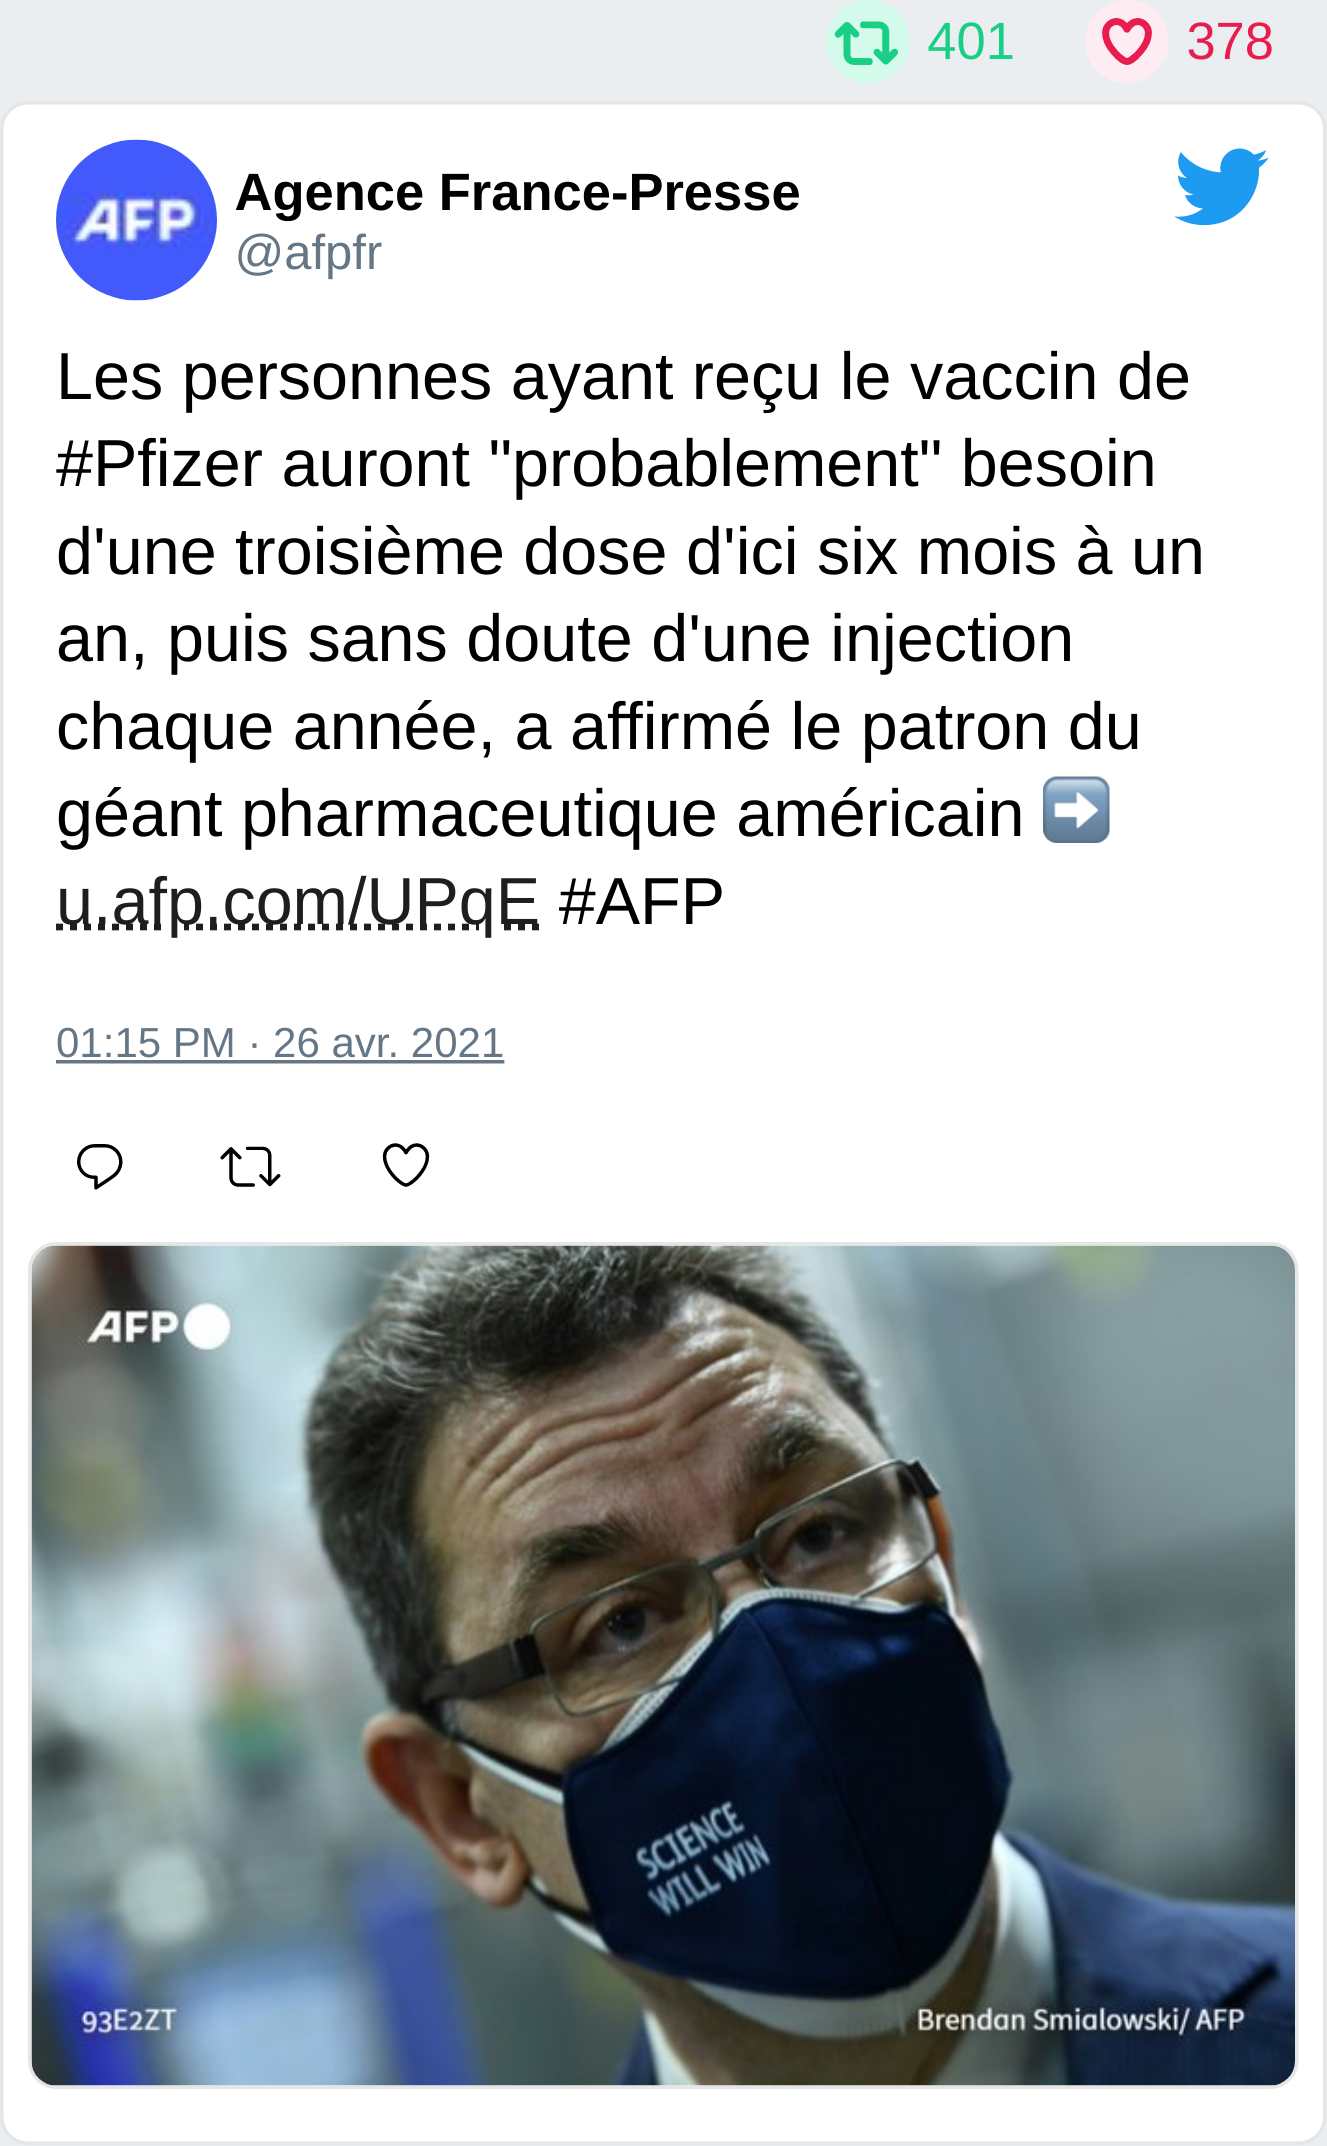 401 378
AFP
Agence France-Presse
@afpfr
Les personnes ayant reçu le vaccin de
#Pfizer auront "probablement" besoin
d'une troisième dose d'ici six mois à un
an, puis sans doute d'une injection
chaque année, a affirmé le patron du
géant pharmaceutique américain ➡️
u.afp.com/UPqE #AFP
01:15 PM · 26 avr. 2021
AFP
SCIENCE
WILL WIN
93E2ZT
Brendan Smialowski/ AFP